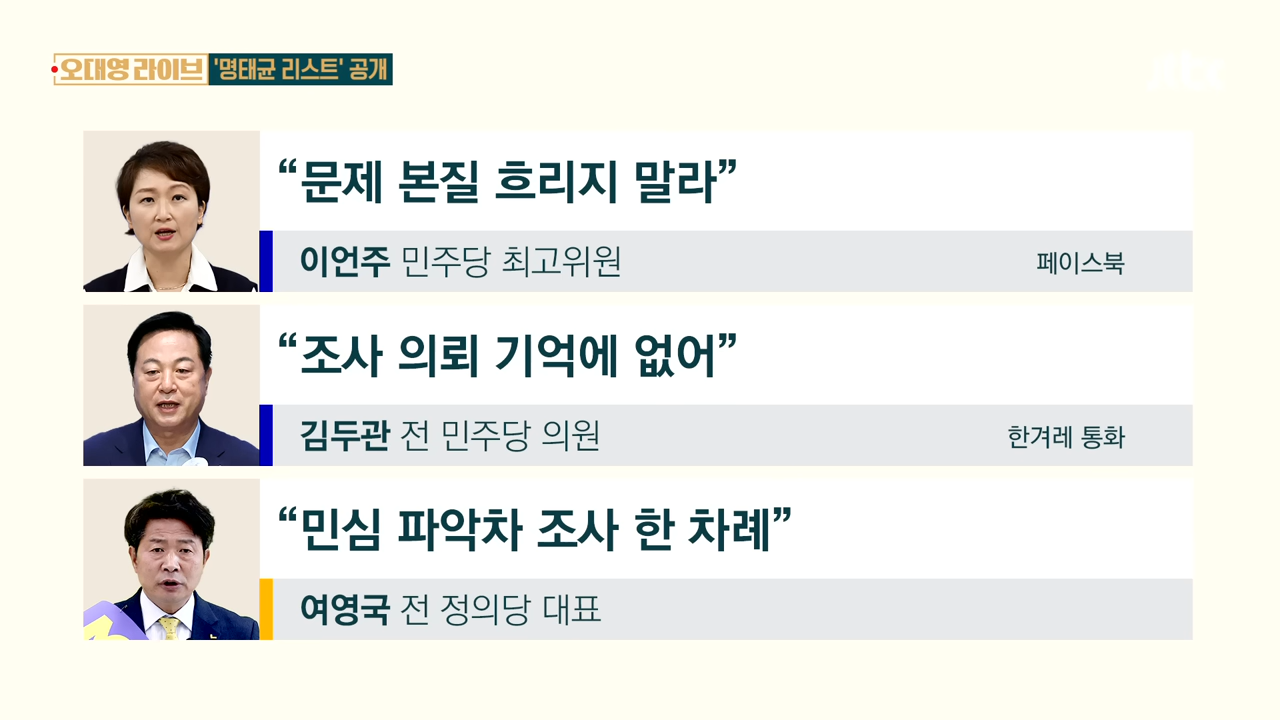 오대영 라이브 '명태균 리스트' 공개
jtbc
“문제 본질 흐리지 말라”
이언주 민주당 최고위원 페이스북
“조사 의뢰 기억에 없어”
김두관 전 민주당 의원 한겨레 통화
“민심 파악차 조사 한 차례”
여영국 전 정의당 대표